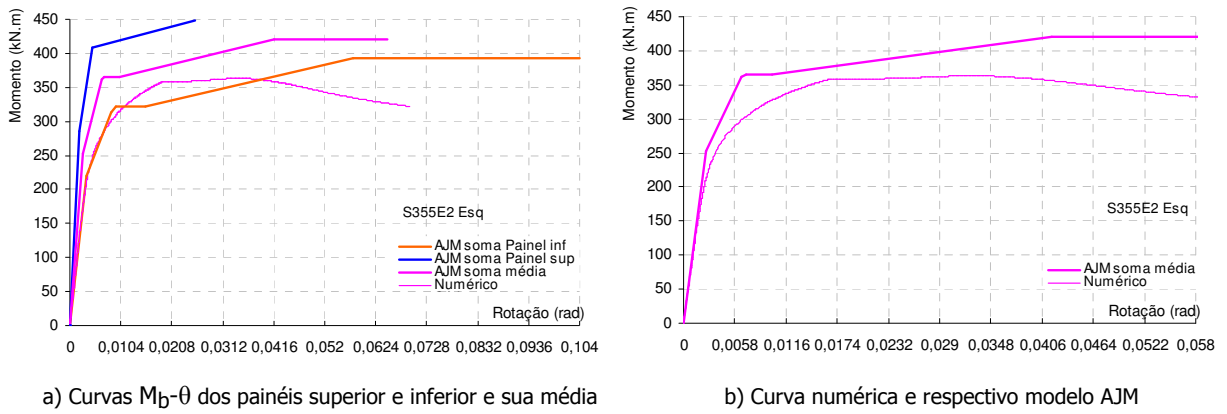 Momento (kN.m)
450
400
350
300
250
200
150
100
50
0
S355E2 Esq
AJM soma Painel inf
AJM soma Painel sup
AJM soma média
Numérico
Rotação (rad)
0 0,0104 0,0208 0,0312 0,0416 0,052 0,0624 0,0728 0,0832 0,0936 0,104
a) Curvas Mb-θ dos painéis superior e inferior e sua média
Momento (kN.m)
450
400
350
300
250
200
150
100
50
0
S355E2 Esq
AJM soma média
Numérico
Rotação (rad)
0 0,0058 0,0116 0,0174 0,0232 0,029 0,0348 0,0406 0,0464 0,0522 0,058
b) Curva numérica e respectivo modelo AJM